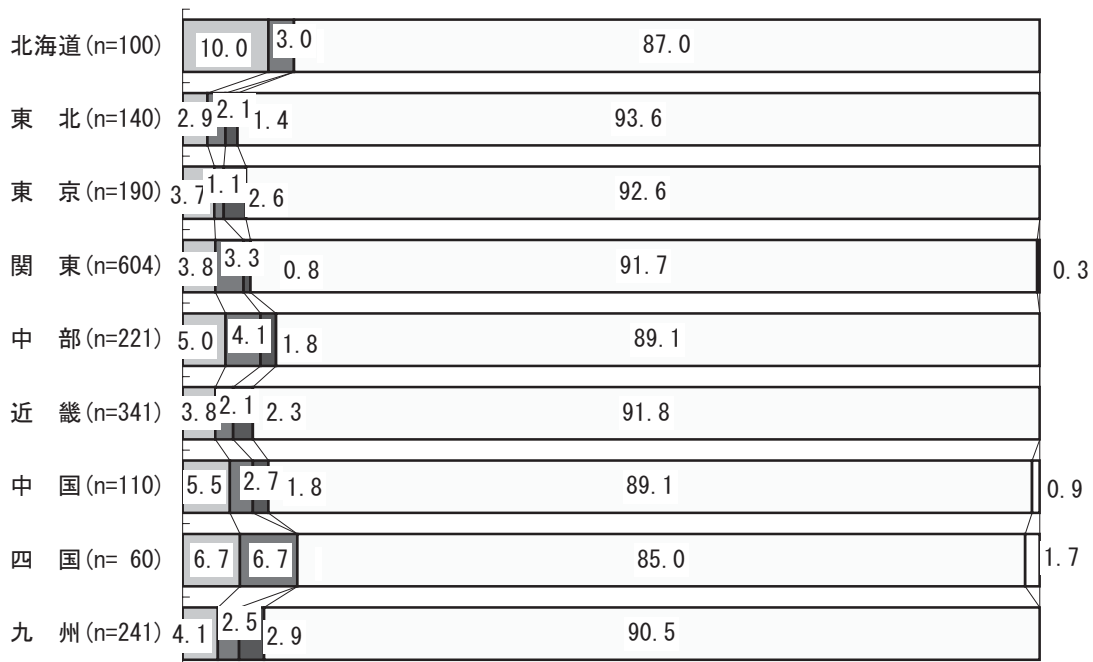 北海道(n=100) 10.0 3.0 87.0
東 北(n=140) 2.9 2.1 1.4 93.6
東 京(n=190) 3.7 1.1 2.6 92.6
関 東(n=604) 3.8 3.3 0.8 91.7 0.3
中 部(n=221) 5.0 4.1 1.8 89.1
近 畿(n=341) 3.8 2.1 2.3 91.8
中 国(n=110) 5.5 2.7 1.8 89.1 0.9
四 国(n= 60) 6.7 6.7 85.0 1.7
九 州(n=241) 4.1 2.5 2.9 90.5